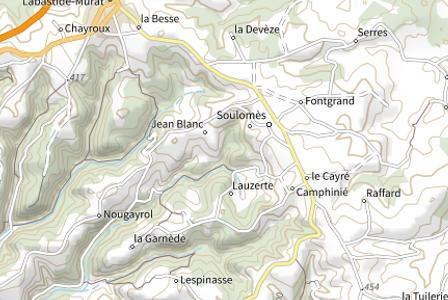 Labastide-Murat
la Besse
Chayroux
la Devèze
Serres
417
Fontgrand
Soulomès
Jean Blanc
le Cayré
Lauzerte
Camphinié
Raffard
Nougayrol
la Garnède
Lespinasse
454
la Tuilerie